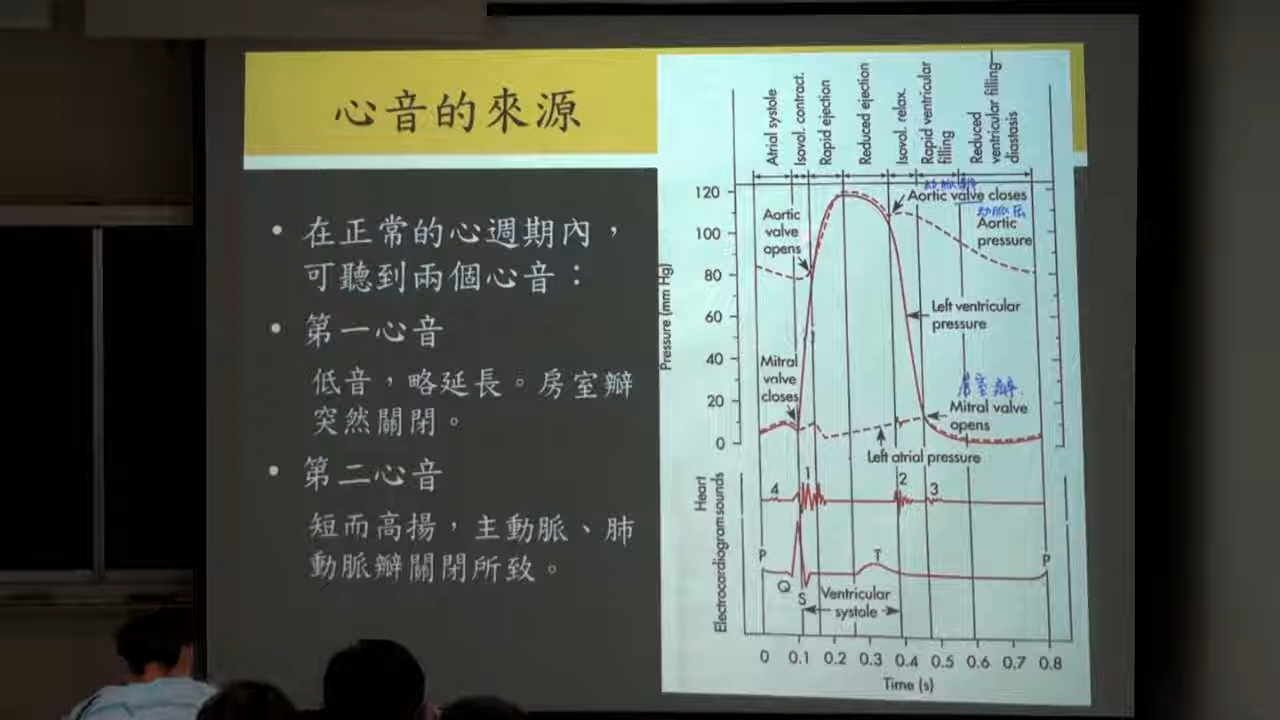 心音的來源
• 在正常的心週期內，
可聽到兩個心音：
• 第一心音
低音，略延長。房室瓣
突然關閉。
• 第二心音
短而高揚，主動脈、肺
動脈瓣關閉所致。
Atrial systole
Isovol. contract.
Rapid ejection
Reduced ejection
Isovol. relax.
Rapid ventricular
filling
Reduced
ventricular filling
diastasis
Pressure (mm Hg)
120
100
80
60
40
20
0
Aortic
valve
opens
動脈瓣
Aortic valve closes
動脈压
Aortic
pressure
Left ventricular
pressure
Mitral
valve
closes
房室瓣
Mitral valve
opens
Left atrial pressure
Heart
sounds
4
1
2
3
Electrocardiogram
P
Q
S
T
P
Ventricular
systole
0 0.1 0.2 0.3 0.4 0.5 0.6 0.7 0.8
Time (s)